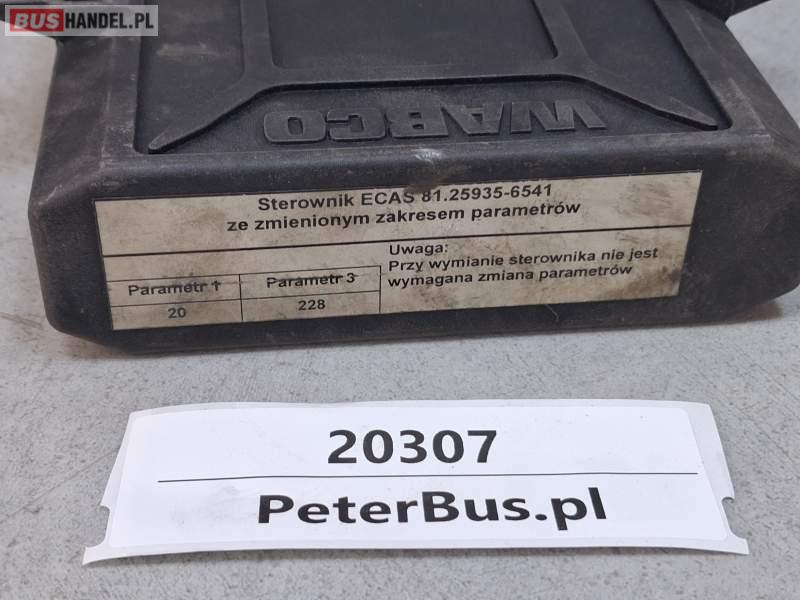 BUSHANDEL.PL
WABCO
Sterownik ECAS 81.25935-6541
ze zmienionym zakresem parametrów
Parametr 1 Parametr 3
20 228
Uwaga:
Przy wymianie sterownika nie jest
wymagana zmiana parametrów
20307
PeterBus.pl